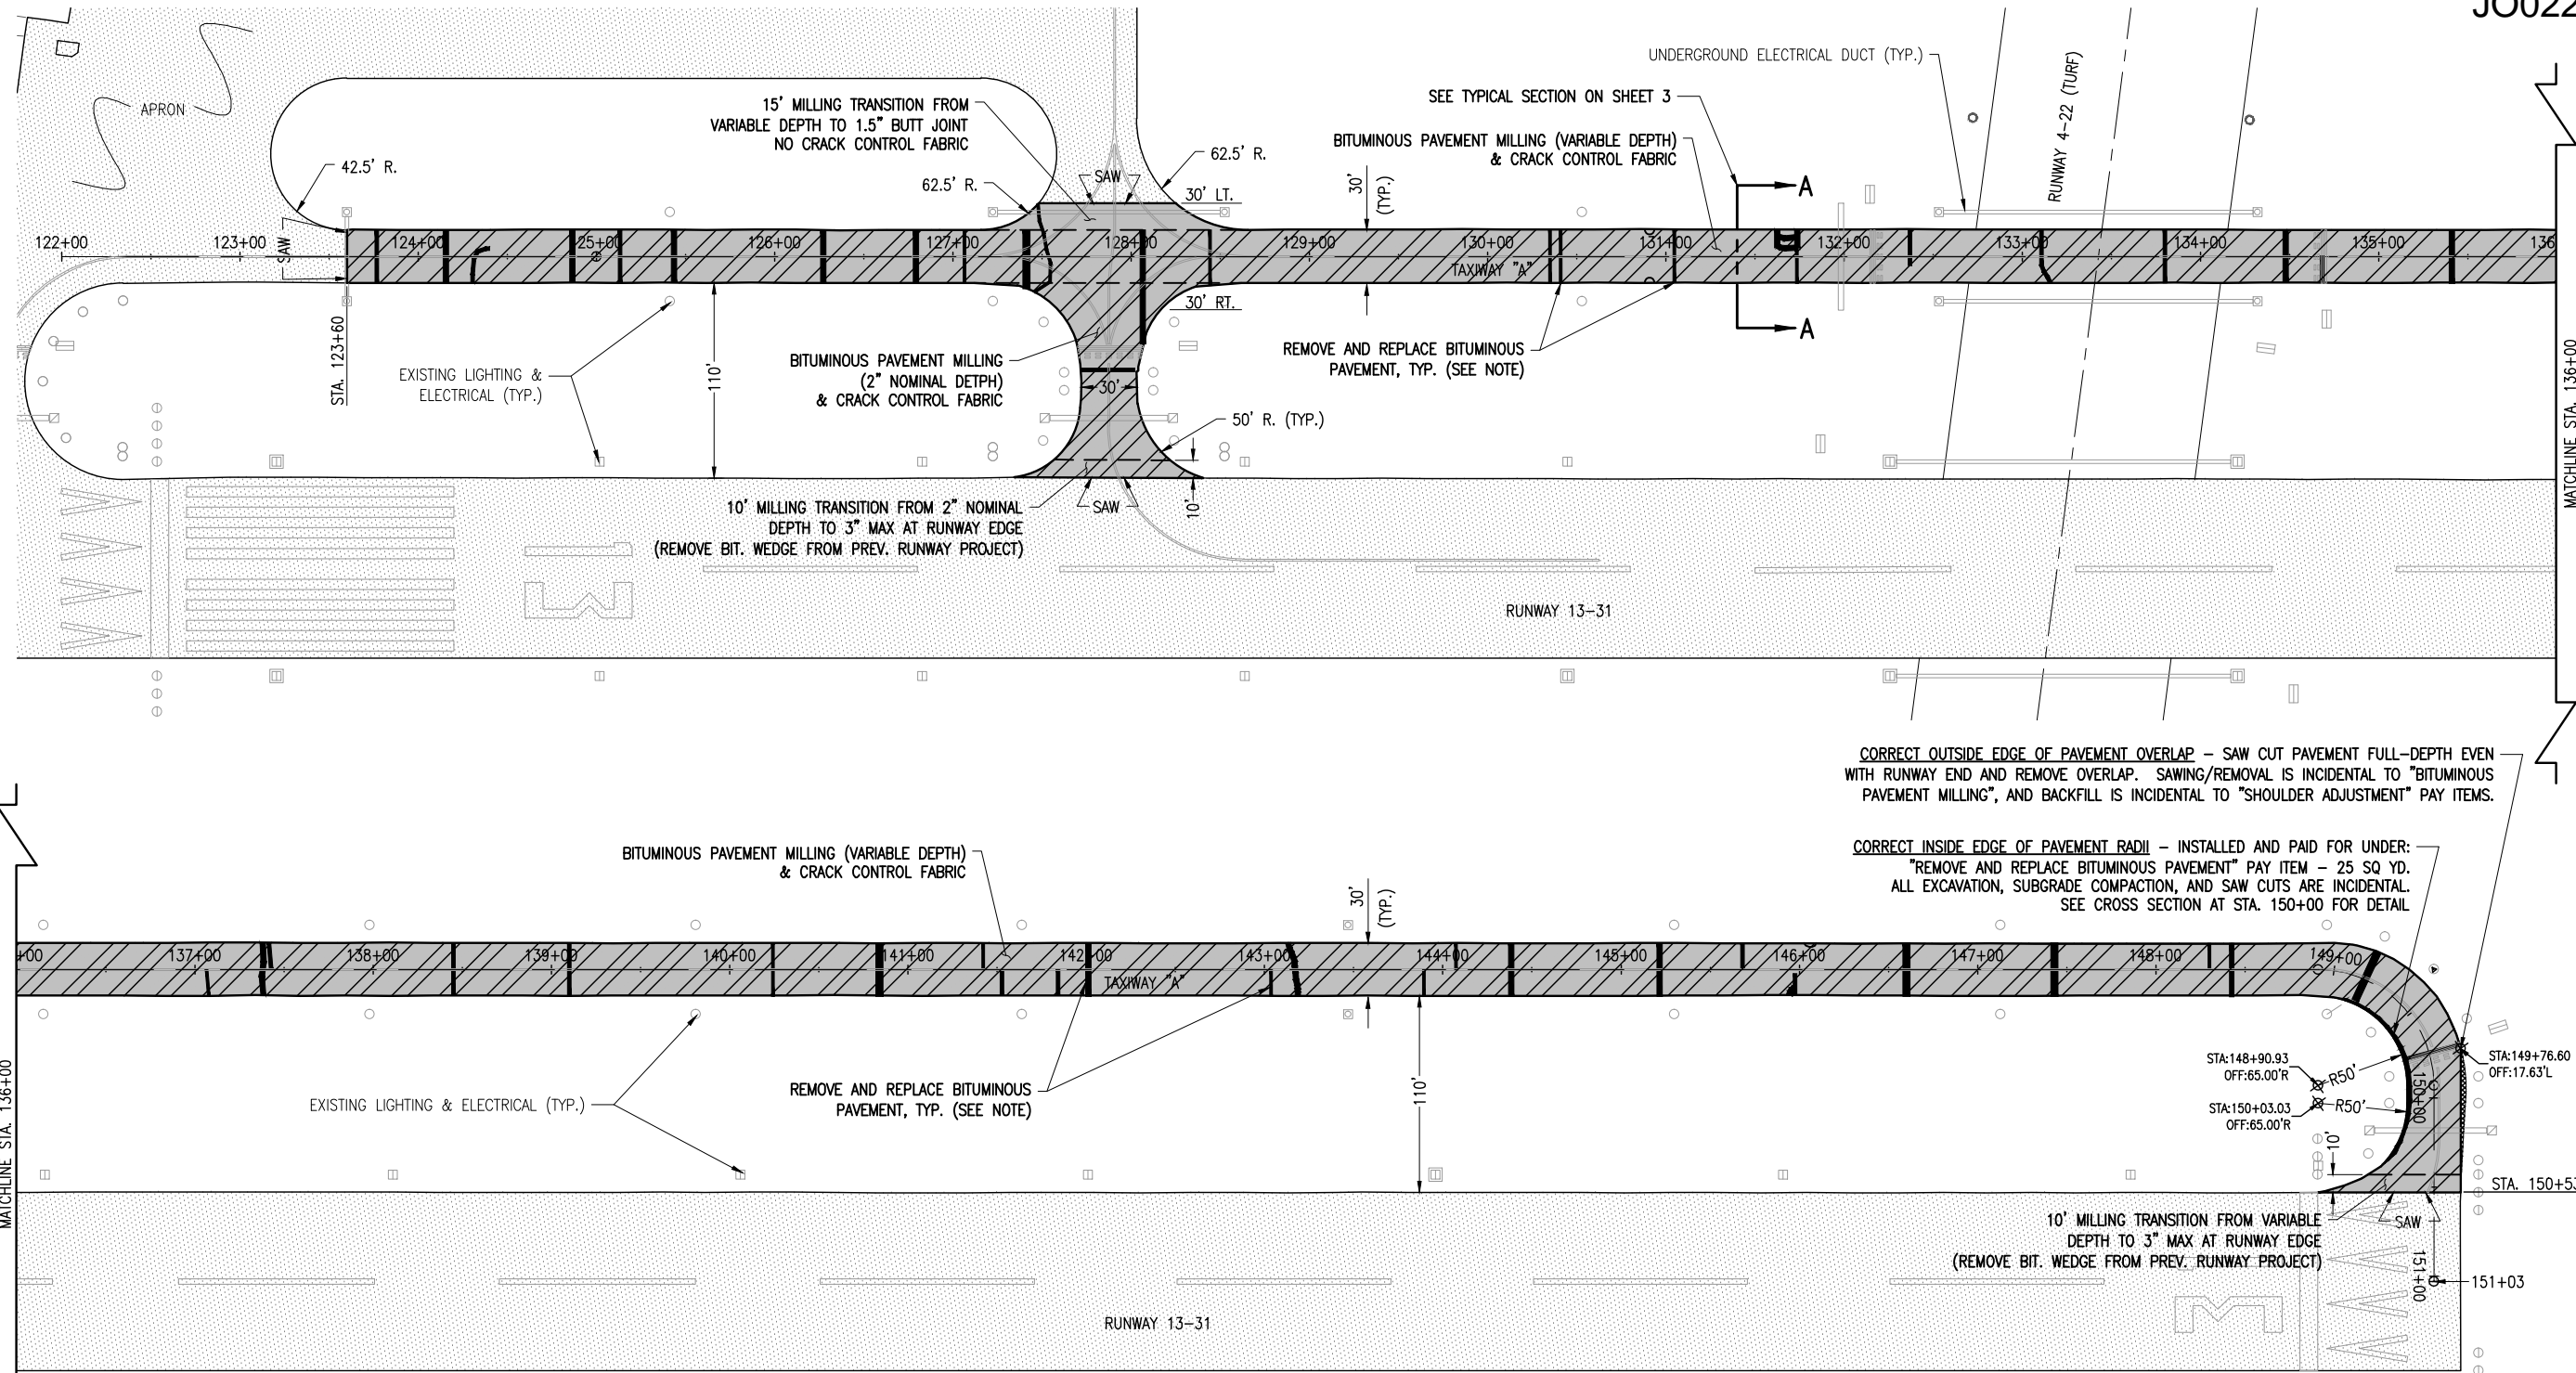 JO022
UNDERGROUND ELECTRICAL DUCT (TYP.)
RUNWAY 4-22 (TURF)
APRON
15' MILLING TRANSITION FROM
VARIABLE DEPTH TO 1.5" BUTT JOINT
NO CRACK CONTROL FABRIC
SEE TYPICAL SECTION ON SHEET 3
BITUMINOUS PAVEMENT MILLING (VARIABLE DEPTH)
& CRACK CONTROL FABRIC
42.5' R.
62.5' R.
62.5' R.
SAW
30' LT.
30'
(TYP.)
A
SAW
122+00
123+00
124+00
125+00
126+00
127+00
128+00
129+00
130+00
131+00
132+00
133+00
134+00
135+00
136
TAXIWAY "A"
30' RT.
A
STA. 123+60
EXISTING LIGHTING &
ELECTRICAL (TYP.)
110'
BITUMINOUS PAVEMENT MILLING
(2" NOMINAL DETPH)
& CRACK CONTROL FABRIC
30'
REMOVE AND REPLACE BITUMINOUS
PAVEMENT, TYP. (SEE NOTE)
50' R. (TYP.)
MATCHLINE STA. 136+00
10' MILLING TRANSITION FROM 2" NOMINAL
DEPTH TO 3" MAX AT RUNWAY EDGE
(REMOVE BIT. WEDGE FROM PREV. RUNWAY PROJECT)
SAW
10'
RUNWAY 13-31
CORRECT OUTSIDE EDGE OF PAVEMENT OVERLAP - SAW CUT PAVEMENT FULL-DEPTH EVEN
WITH RUNWAY END AND REMOVE OVERLAP. SAWING/REMOVAL IS INCIDENTAL TO "BITUMINOUS
PAVEMENT MILLING", AND BACKFILL IS INCIDENTAL TO "SHOULDER ADJUSTMENT" PAY ITEMS.
CORRECT INSIDE EDGE OF PAVEMENT RADII - INSTALLED AND PAID FOR UNDER:
"REMOVE AND REPLACE BITUMINOUS PAVEMENT" PAY ITEM - 25 SQ YD.
ALL EXCAVATION, SUBGRADE COMPACTION, AND SAW CUTS ARE INCIDENTAL.
SEE CROSS SECTION AT STA. 150+00 FOR DETAIL
BITUMINOUS PAVEMENT MILLING (VARIABLE DEPTH)
& CRACK CONTROL FABRIC
30'
(TYP.)
+00
137+00
138+00
139+00
140+00
141+00
142+00
143+00
144+00
145+00
146+00
147+00
148+00
149+00
TAXIWAY "A"
MATCHLINE STA. 136+00
EXISTING LIGHTING & ELECTRICAL (TYP.)
REMOVE AND REPLACE BITUMINOUS
PAVEMENT, TYP. (SEE NOTE)
110'
STA:148+90.93
OFF:65.00'R
R50'
STA:150+03.03
OFF:65.00'R
R50'
150+00
STA:149+76.60
OFF:17.63'L
10'
STA. 150+53
10' MILLING TRANSITION FROM VARIABLE
DEPTH TO 3" MAX AT RUNWAY EDGE
(REMOVE BIT. WEDGE FROM PREV. RUNWAY PROJECT)
SAW
151+00
151+03
RUNWAY 13-31